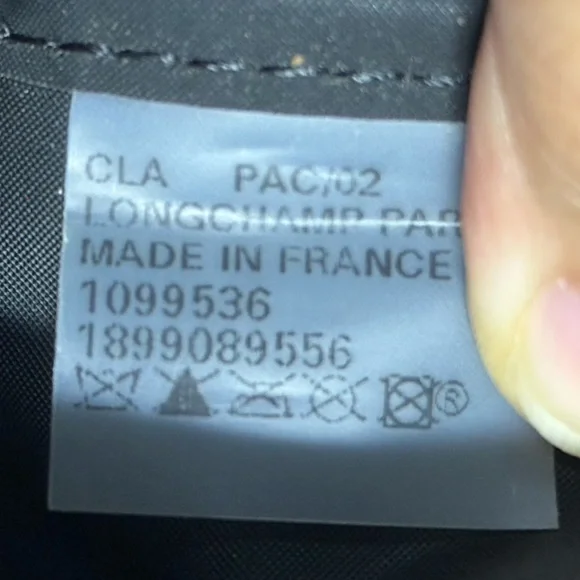 CLA PAC/02
LONGCHAMP PAR
MADE IN FRANCE
1099536
1899089556
®